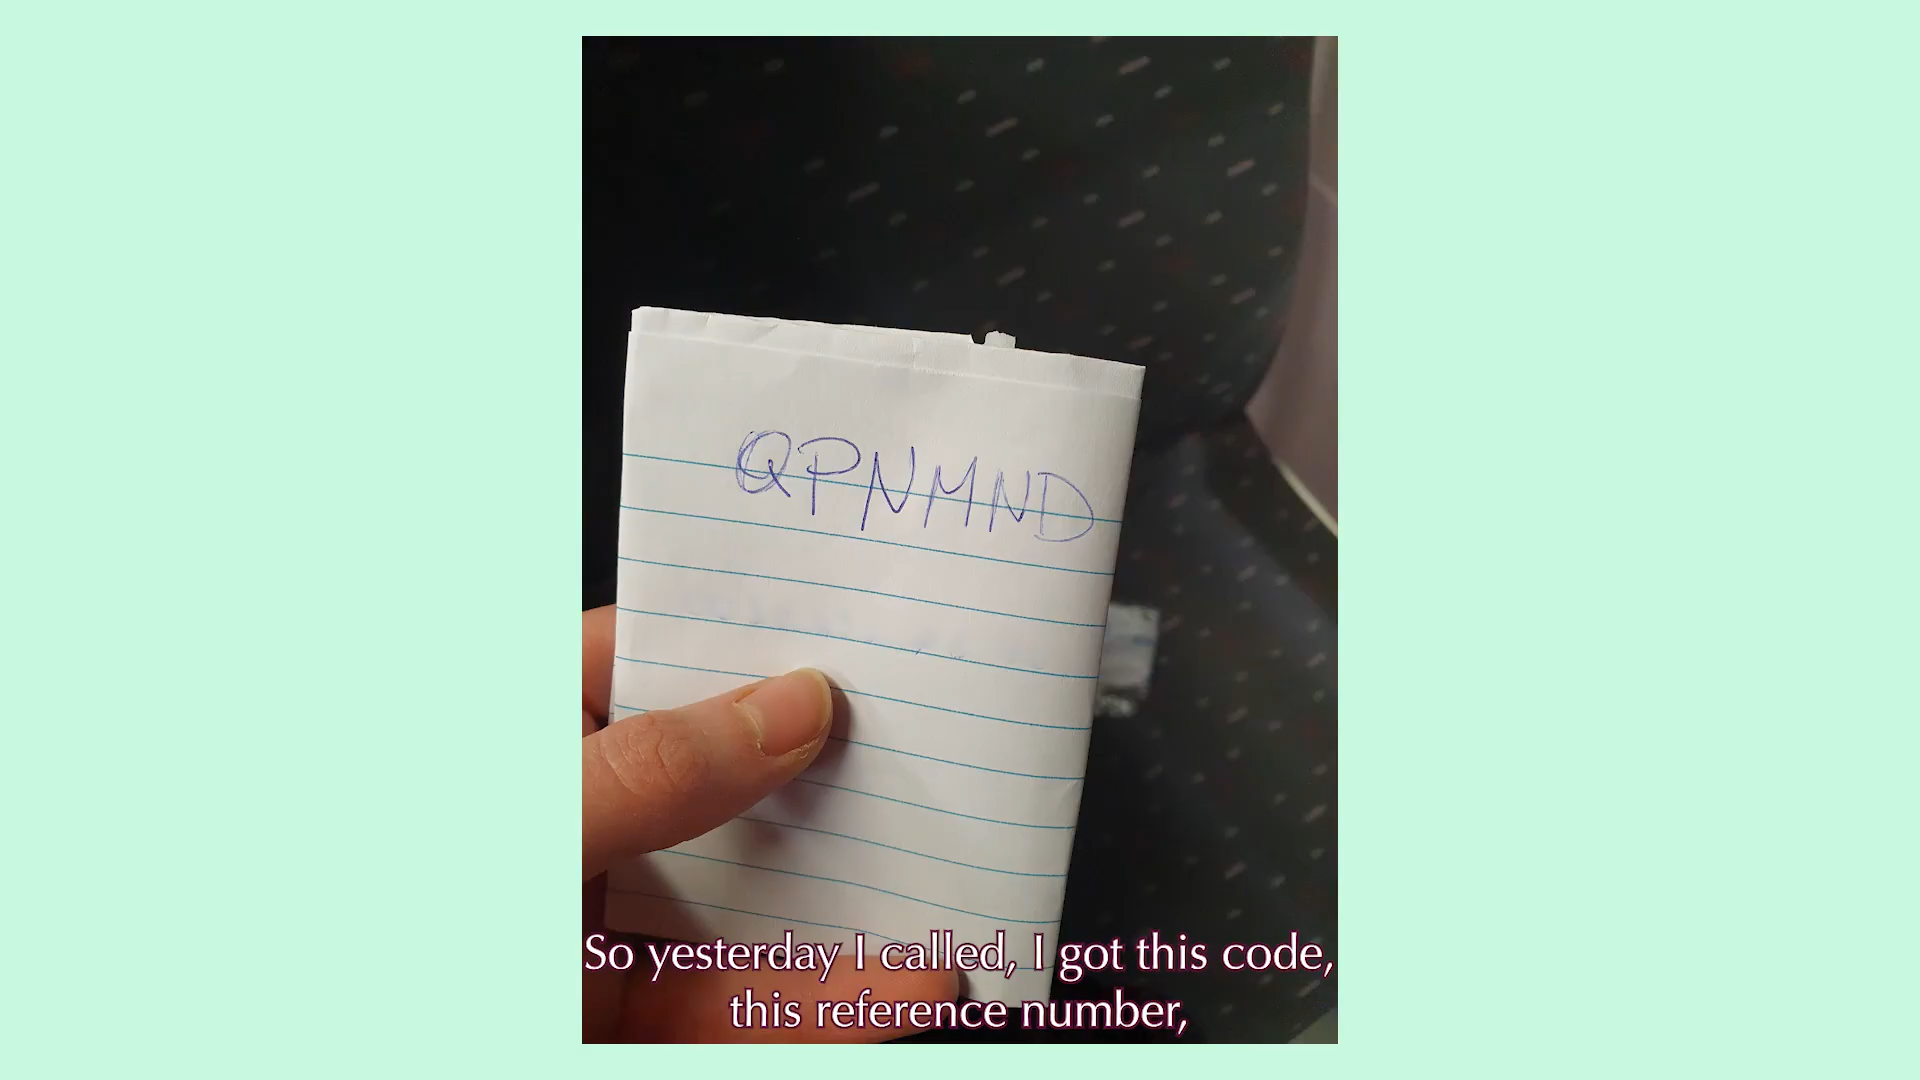 QPNMND
So yesterday I called, I got this code,
this reference number,